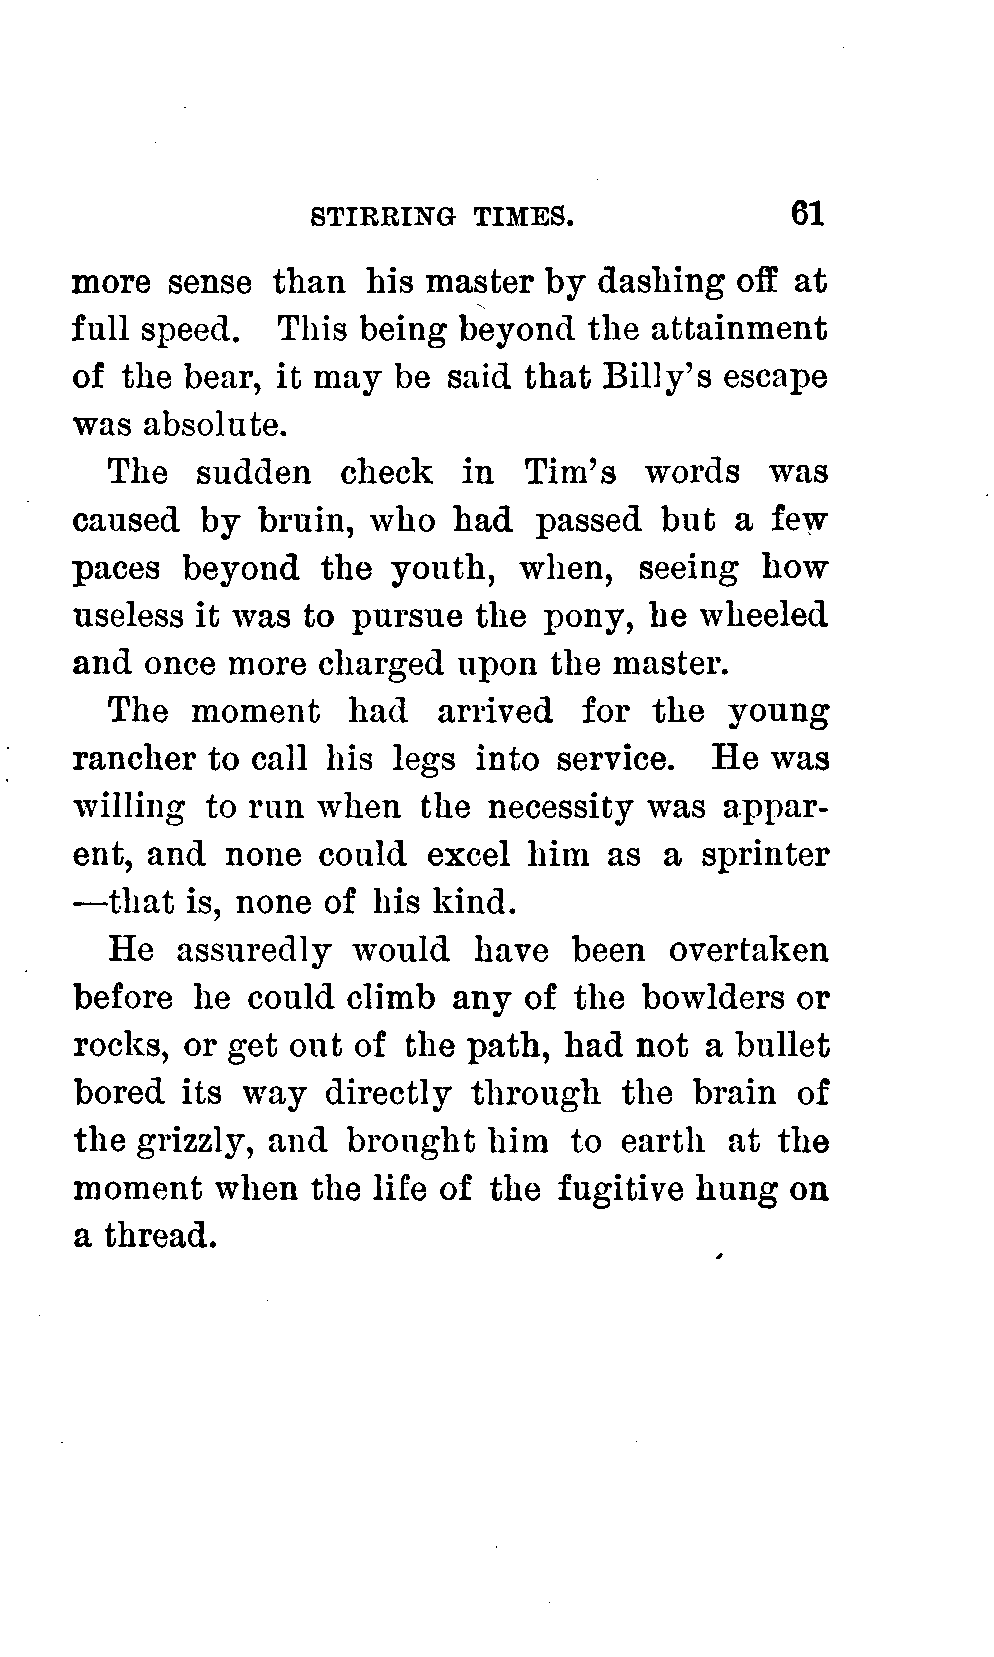 STIRRING TIMES. 61
more sense than his master by dashing off at
full speed. This being beyond the attainment
of the bear, it may be said that Billy's escape
was absolute.
The sudden check in Tim's words was
caused by bruin, who had passed but a few
paces beyond the youth, when, seeing how
useless it was to pursue the pony, he wheeled
and once more charged upon the master.
The moment had arrived for the young
rancher to call his legs into service. He was
willing to run when the necessity was appar-
ent, and none could excel him as a sprinter
—that is, none of his kind.
He assuredly would have been overtaken
before he could climb any of the bowlders or
rocks, or get out of the path, had not a bullet
bored its way directly through the brain of
the grizzly, and brought him to earth at the
moment when the life of the fugitive hung on
a thread.